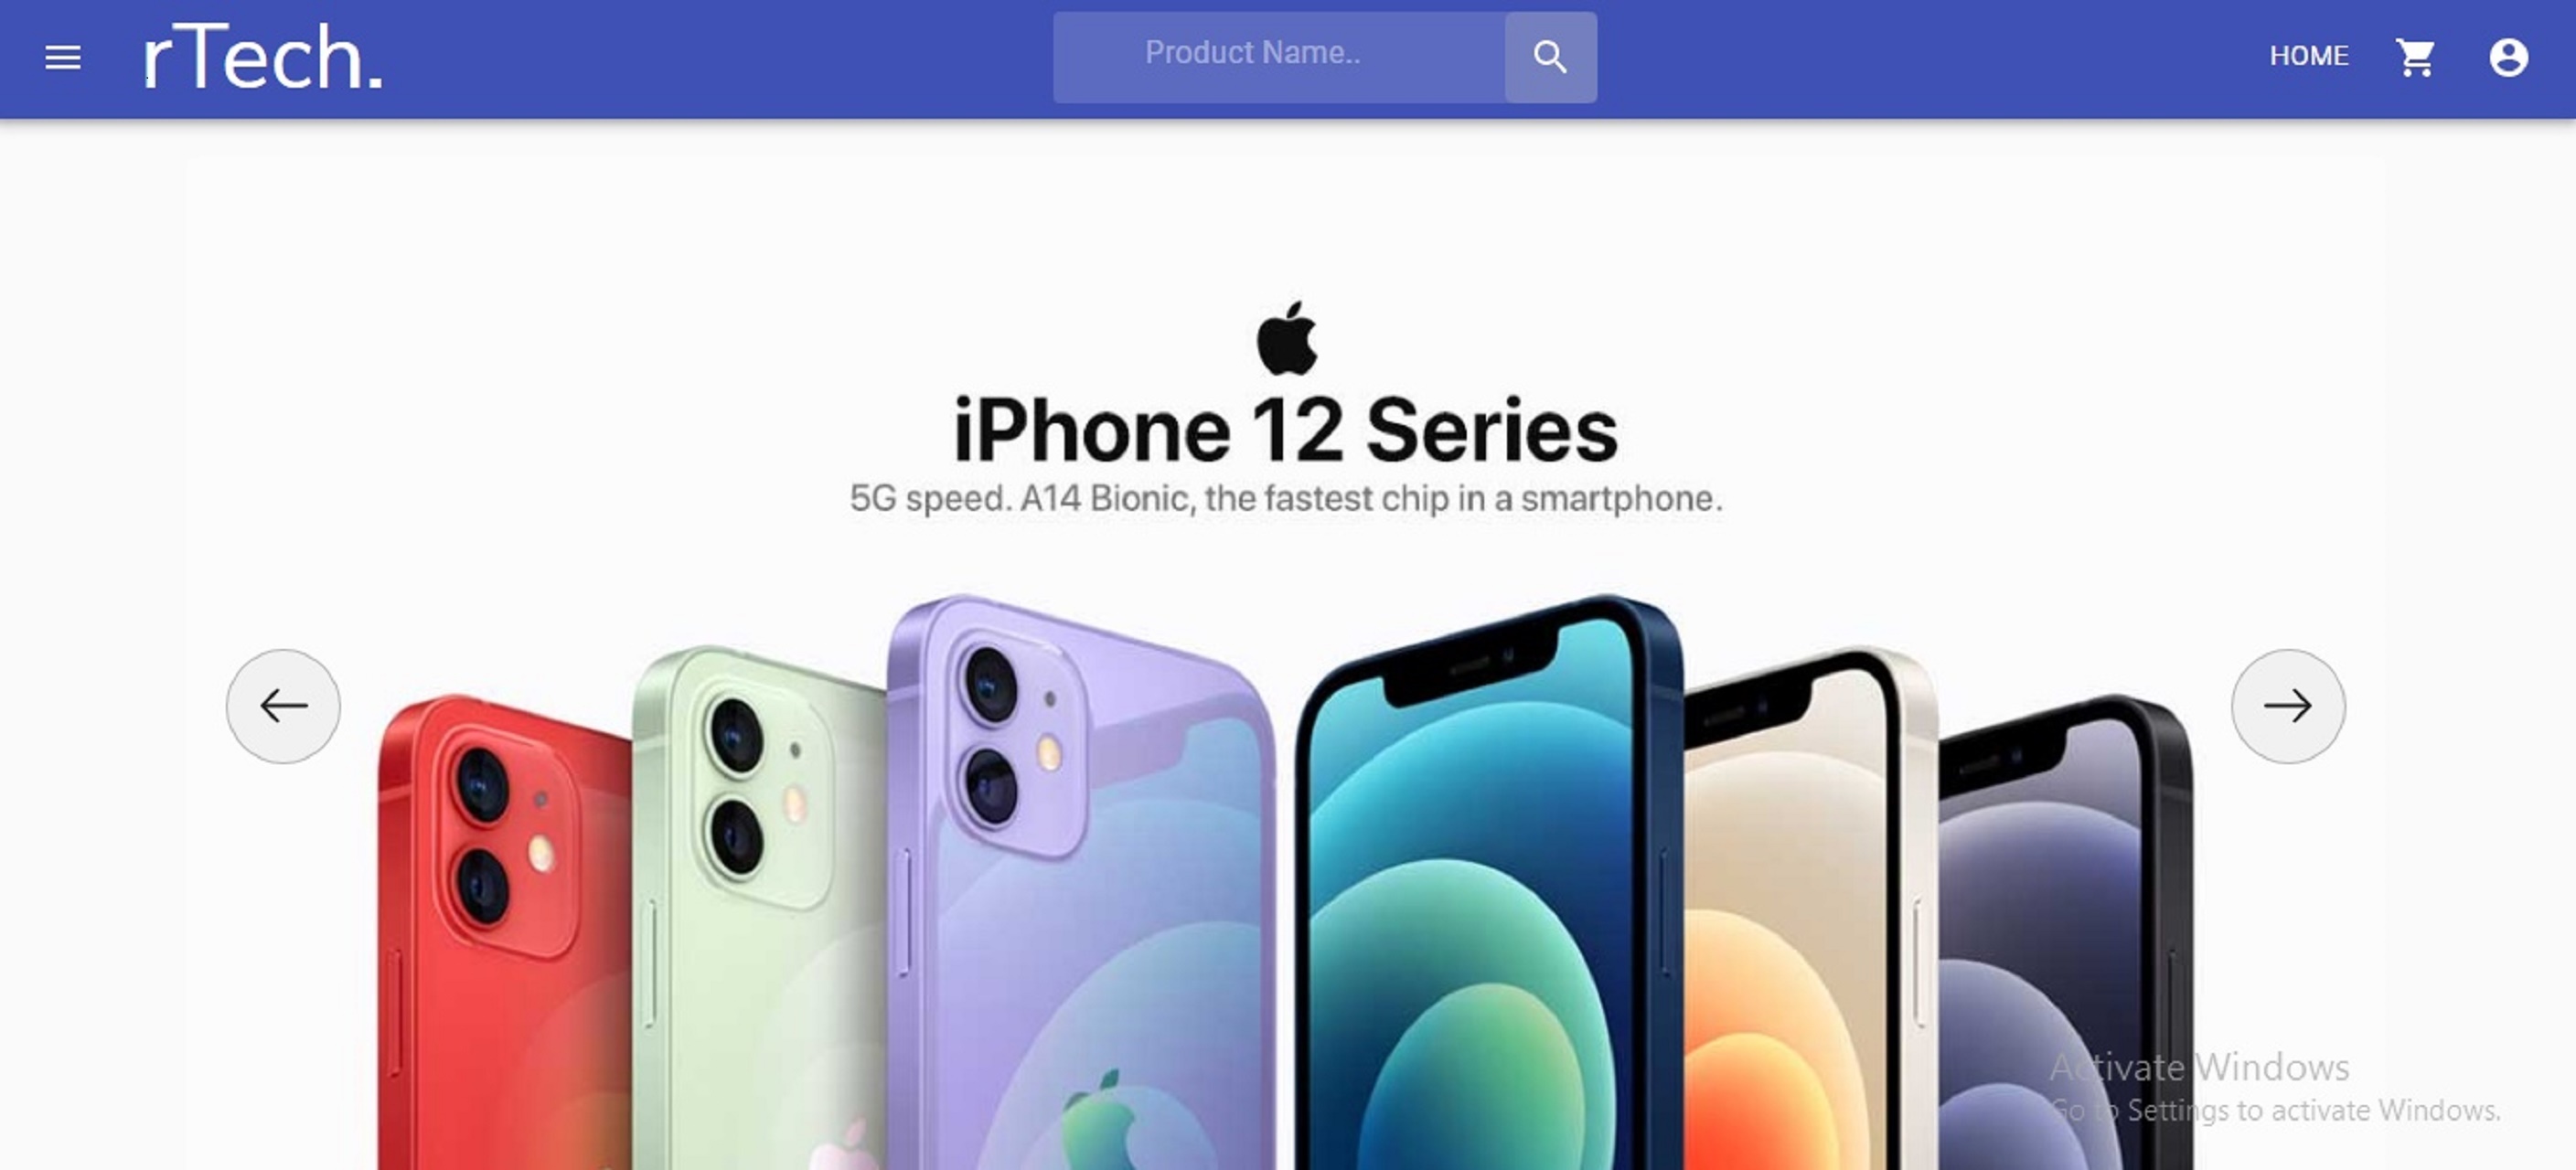 rTech.
Product Name..
HOME
iPhone 12 Series
5G speed. A14 Bionic, the fastest chip in a smartphone.
Activate Windows
Go to Settings to activate Windows.